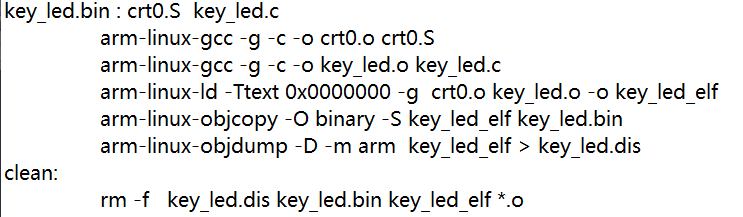 key_led.bin : crt0.S  key_led.c
        arm-linux-gcc -g -c -o crt0.o crt0.S
        arm-linux-gcc -g -c -o key_led.o key_led.c
        arm-linux-ld -Ttext 0x0000000 -g  crt0.o key_led.o -o key_led_elf
        arm-linux-objcopy -O binary -S key_led_elf key_led.bin
        arm-linux-objdump -D -m arm  key_led_elf > key_led.dis
clean:
        rm -f   key_led.dis key_led.bin key_led_elf *.o